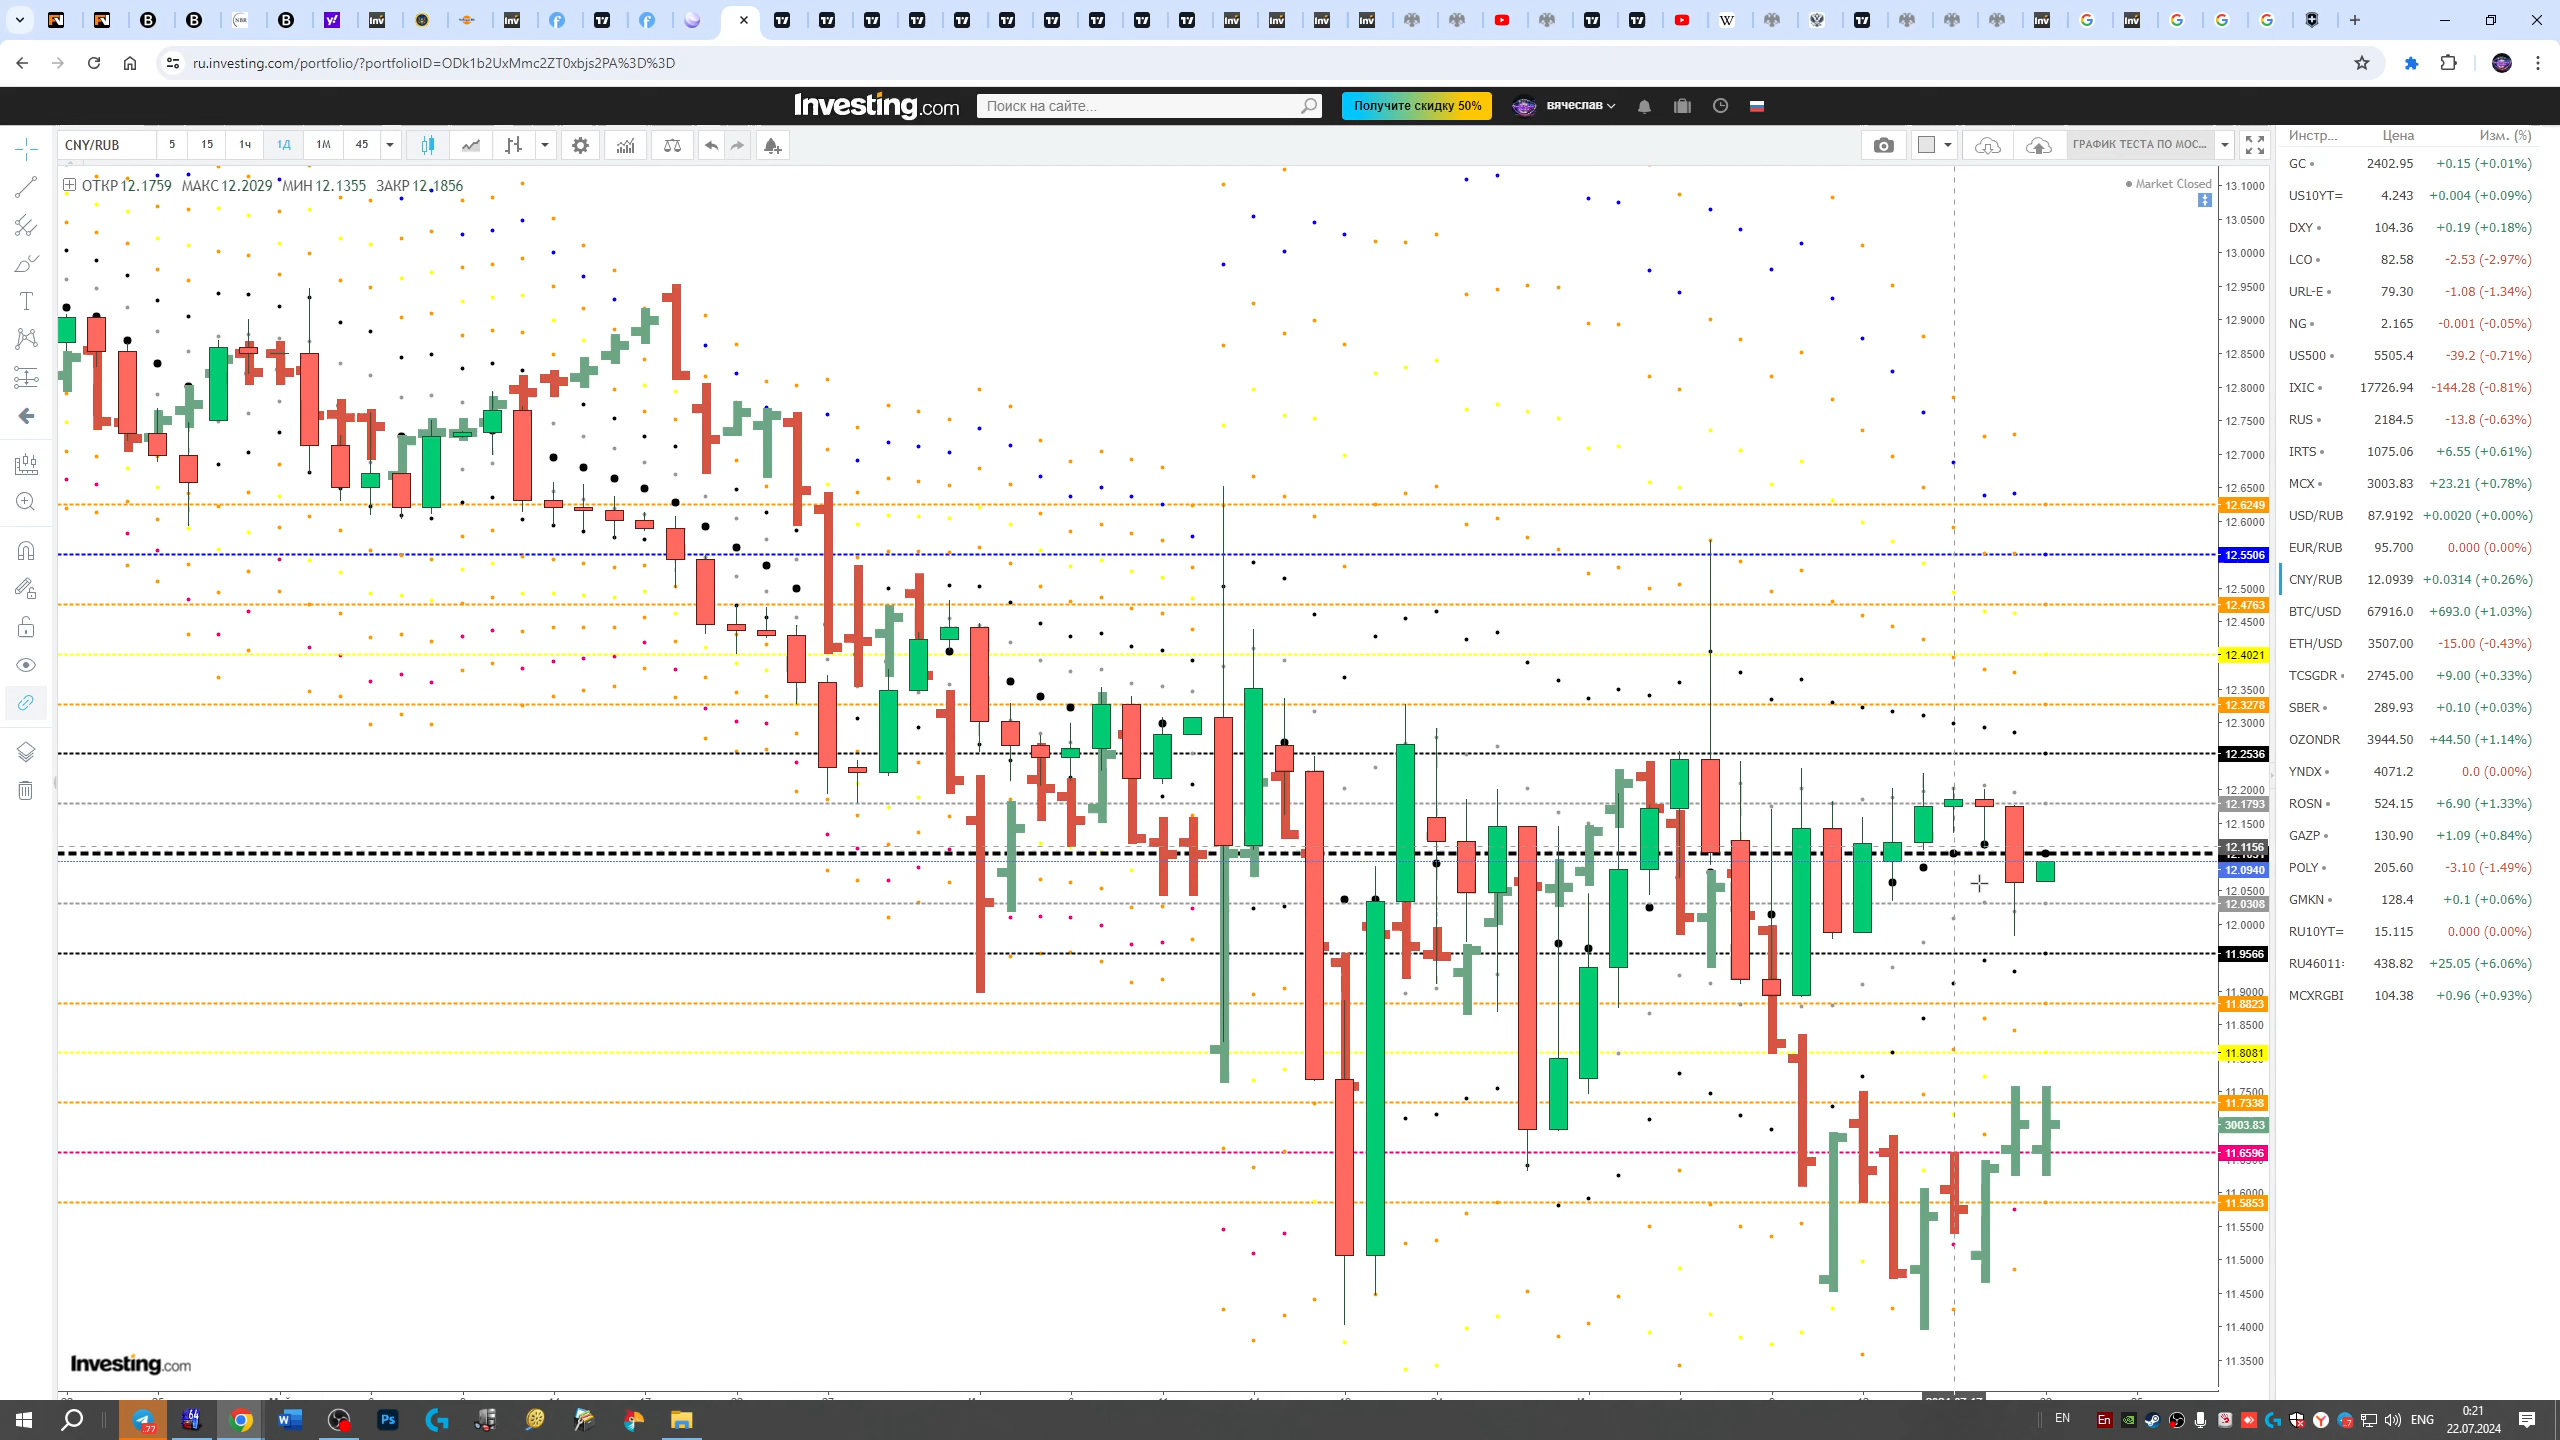 ru.investing.com/portfolio/?portfolioID=ODk1b2UxMmc2ZT0xbjs2PA%3D%3D
Investing.com
Поиск на сайте...
Получите скидку 50%
вячеслав
CNY/RUB
5
15
1ч
1Д
1М
45
ГРАФИК ТЕСТА ПО МОС...
ОТКР 12.1759 МАКС 12.2029 МИН 12.1355 ЗАКР 12.1856
Market Closed
13.1000
13.0500
13.0000
12.9500
12.9000
12.8500
12.8000
12.7500
12.7000
12.6500
12.6249
12.6000
12.5506
12.5000
12.4763
12.4500
12.4021
12.3500
12.3278
12.3000
12.2536
12.2000
12.1793
12.1500
12.1156
12.0940
12.0500
12.0308
12.0000
11.9566
11.9000
11.8823
11.8500
11.8081
11.7500
11.7338
3003.83
11.6596
11.6000
11.5853
11.5500
11.5000
11.4500
11.4000
11.3500
Investing.com
Инстр... Цена Изм. (%)
GC 2402.95 +0.15 (+0.01%)
US10YT= 4.243 +0.004 (+0.09%)
DXY 104.36 +0.19 (+0.18%)
LCO 82.58 -2.53 (-2.97%)
URL-E 79.30 -1.08 (-1.34%)
NG 2.165 -0.001 (-0.05%)
US500 5505.4 -39.2 (-0.71%)
IXIC 17726.94 -144.28 (-0.81%)
RUS 2184.5 -13.8 (-0.63%)
IRTS 1075.06 +6.55 (+0.61%)
MCX 3003.83 +23.21 (+0.78%)
USD/RUB 87.9192 +0.0020 (+0.00%)
EUR/RUB 95.700 0.000 (0.00%)
CNY/RUB 12.0939 +0.0314 (+0.26%)
BTC/USD 67916.0 +693.0 (+1.03%)
ETH/USD 3507.00 -15.00 (-0.43%)
TCSGDR 2745.00 +9.00 (+0.33%)
SBER 289.93 +0.10 (+0.03%)
OZONDR 3944.50 +44.50 (+1.14%)
YNDX 4071.2 0.0 (0.00%)
ROSN 524.15 +6.90 (+1.33%)
GAZP 130.90 +1.09 (+0.84%)
POLY 205.60 -3.10 (-1.49%)
GMKN 128.4 +0.1 (+0.06%)
RU10YT= 15.115 0.000 (0.00%)
RU46011: 438.82 +25.05 (+6.06%)
MCXRGBI 104.38 +0.96 (+0.93%)
EN
ENG
0:21
22.07.2024